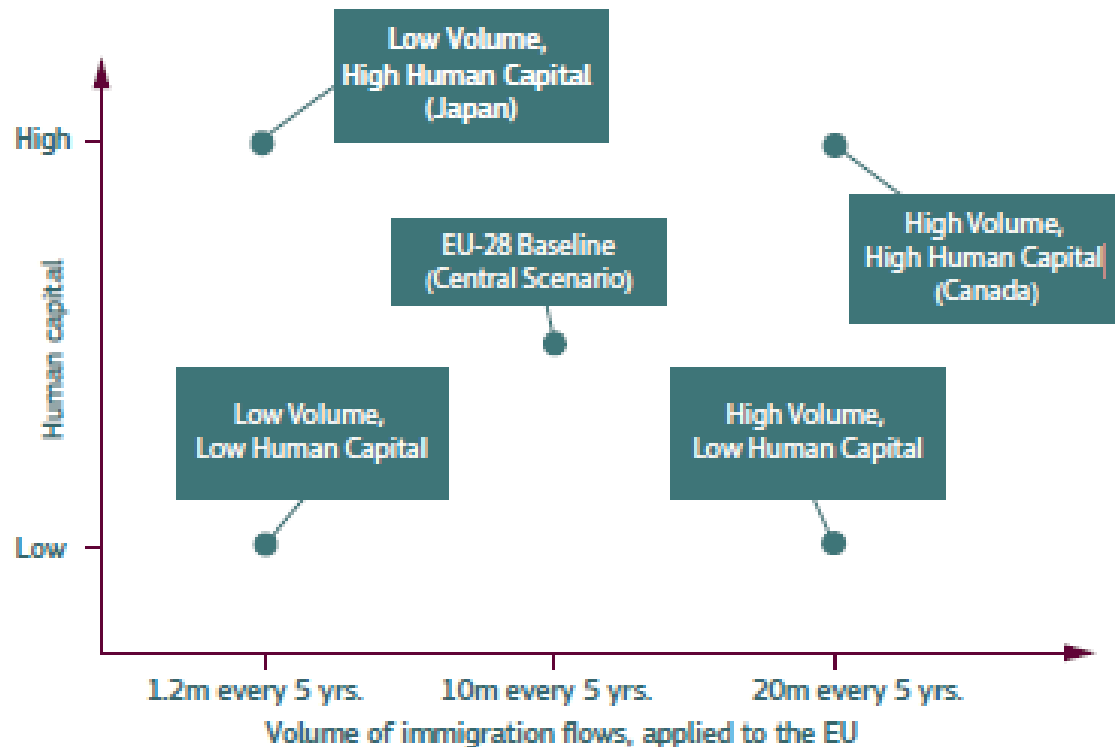 Low Volume,
High Human Capital
(Japan)
High
High Volume,
High Human Capital
(Canada)
EU-28 Baseline
(Central Scenario)
Human capital
Low Volume,
Low Human Capital
High Volume,
Low Human Capital
Low
1.2m every 5 yrs.
10m every 5 yrs.
20m every 5 yrs.
Volume of immigration flows, applied to the EU